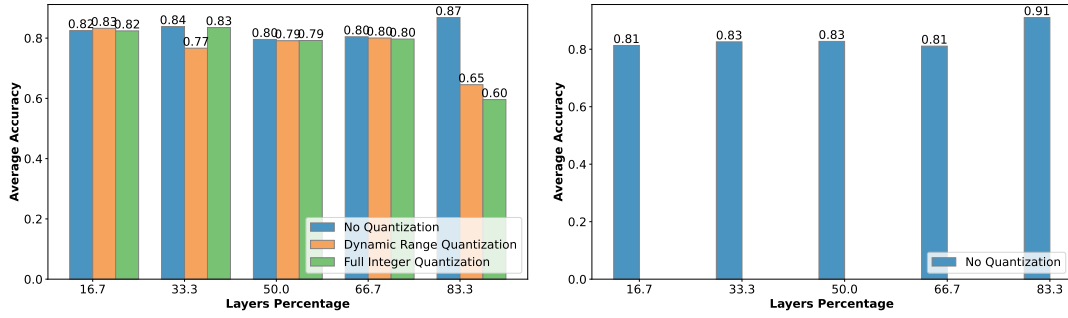 0.82 0.83 0.82 0.84 0.77 0.83 0.80 0.79 0.79 0.80 0.80 0.80 0.87 0.65 0.60
Average Accuracy
0.8
0.6
0.4
0.2
0.0
No Quantization
Dynamic Range Quantization
Full Integer Quantization
16.7 33.3 50.0 66.7 83.3
Layers Percentage
0.81 0.83 0.83 0.81 0.91
Average Accuracy
0.8
0.6
0.4
0.2
0.0
No Quantization
16.7 33.3 50.0 66.7 83.3
Layers Percentage